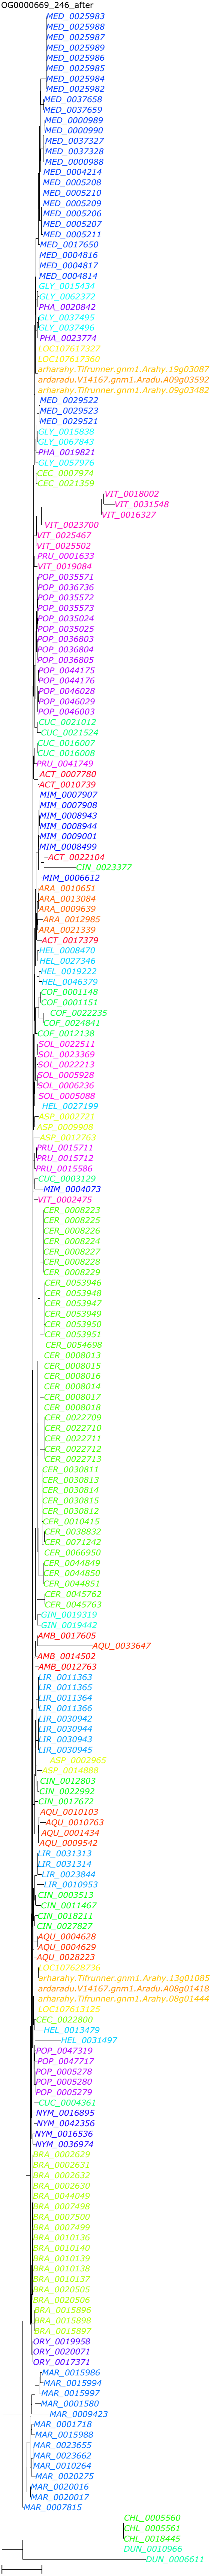 OG0000669_246_after
MED_0025983
MED_0025988
MED_0025987
MED_0025989
MED_0025986
MED_0025985
MED_0025984
MED_0025982
MED_0037658
MED_0037659
MED_0000989
MED_0000990
MED_0037327
MED_0037328
MED_0000988
MED_0004214
MED_0005208
MED_0005210
MED_0005209
MED_0005206
MED_0005207
MED_0005211
MED_0017650
MED_0004816
MED_0004817
MED_0004814
GLY_0015434
GLY_0062372
PHA_0020842
GLY_0037495
GLY_0037496
PHA_0023774
LOC107617327
LOC107617368
arharahy.Tifrunner.gnm1.Arahy.19g03087
ardaradu.V14167.gnm1.Aradu.A09g03592
arharahy.Tifrunner.gnm1.Arahy.09g03482
MED_0029522
MED_0029523
MED_0029521
GLY_0015838
GLY_0067843
PHA_0019821
GLY_0057976
CEC_0007974
CEC_0021359
VIT_0018002
VIT_0031548
VIT_0016327
VIT_0023700
VIT_0025467
VIT_0025502
PRU_0001633
VIT_0019084
POP_0035571
POP_0036736
POP_0035572
POP_0035573
POP_0035024
POP_0035025
POP_0036803
POP_0036804
POP_0036805
POP_0044175
POP_0044176
POP_0046028
POP_0046029
POP_0046003
CUC_0021012
CUC_0021524
CUC_0016007
CUC_0016008
PRU_0041749
ACT_0007780
ACT_0010739
MIM_0007907
MIM_0007908
MIM_0008943
MIM_0008944
MIM_0009001
MIM_0008499
ACT_0022104
CIN_0023377
MIM_0006612
ARA_0010651
ARA_0013084
ARA_0009639
ARA_0012985
ARA_0021339
ACT_0017379
HEL_0008470
HEL_0027346
HEL_0019222
HEL_0046379
COF_0001148
COF_0001151
COF_0022235
COF_0024841
COF_0012138
SOL_0022511
SOL_0023369
SOL_0022213
SOL_0005928
SOL_0006236
SOL_0005088
HEL_0027199
ASP_0002721
ASP_0009908
ASP_0012763
PRU_0015711
PRU_0015712
PRU_0015586
CUC_0003129
MIM_0004073
VIT_0002475
CER_0008223
CER_0008225
CER_0008226
CER_0008224
CER_0008227
CER_0008228
CER_0008229
CER_0053946
CER_0053948
CER_0053947
CER_0053949
CER_0053950
CER_0053951
CER_0054698
CER_0008013
CER_0008015
CER_0008016
CER_0008014
CER_0008017
CER_0008018
CER_0022709
CER_0022710
CER_0022711
CER_0022712
CER_0022713
CER_0030811
CER_0030813
CER_0030814
CER_0030815
CER_0030812
CER_0010415
CER_0038832
CER_0071242
CER_0066950
CER_0044849
CER_0044850
CER_0044851
CER_0045762
CER_0045763
GIN_0019319
GIN_0019442
AMB_0017605
AQU_0033647
AMB_0014502
AMB_0012763
LIR_0011363
LIR_0011365
LIR_0011364
LIR_0011366
LIR_0030942
LIR_0030944
LIR_0030943
LIR_0030945
ASP_0002965
ASP_0014888
CIN_0012803
CIN_0022992
CIN_0017672
AQU_0010103
AQU_0010763
AQU_0001434
AQU_0009542
LIR_0031313
LIR_0031314
LIR_0023844
LIR_0010953
CIN_0003513
CIN_0011467
CIN_0018211
CIN_0027827
AQU_0004628
AQU_0004629
AQU_0028223
LOC107628736
arharahy.Tifrunner.gnm1.Arahy.13g01085
ardaradu.V14167.gnm1.Aradu.A08g01418
arharahy.Tifrunner.gnm1.Arahy.08g01444
LOC107613125
CEC_0022800
HEL_0013479
HEL_0031497
POP_0047319
POP_0047717
POP_0005278
POP_0005280
POP_0005279
CUC_0004361
NYM_0016895
NYM_0042356
NYM_0016536
NYM_0036974
BRA_0002629
BRA_0002631
BRA_0002632
BRA_0002630
BRA_0044049
BRA_0007498
BRA_0007500
BRA_0007499
BRA_0010136
BRA_0010140
BRA_0010139
BRA_0010138
BRA_0010137
BRA_0020505
BRA_0020506
BRA_0015896
BRA_0015898
BRA_0015897
ORY_0019958
ORY_0020071
ORY_0017371
MAR_0015986
MAR_0015994
MAR_0015997
MAR_0001580
MAR_0009423
MAR_0001718
MAR_0015988
MAR_0023655
MAR_0023662
MAR_0010264
MAR_0020275
MAR_0020016
MAR_0020017
MAR_0007815
CHL_0005560
CHL_0005561
CHL_0018445
DUN_0010966
DUN_0006611